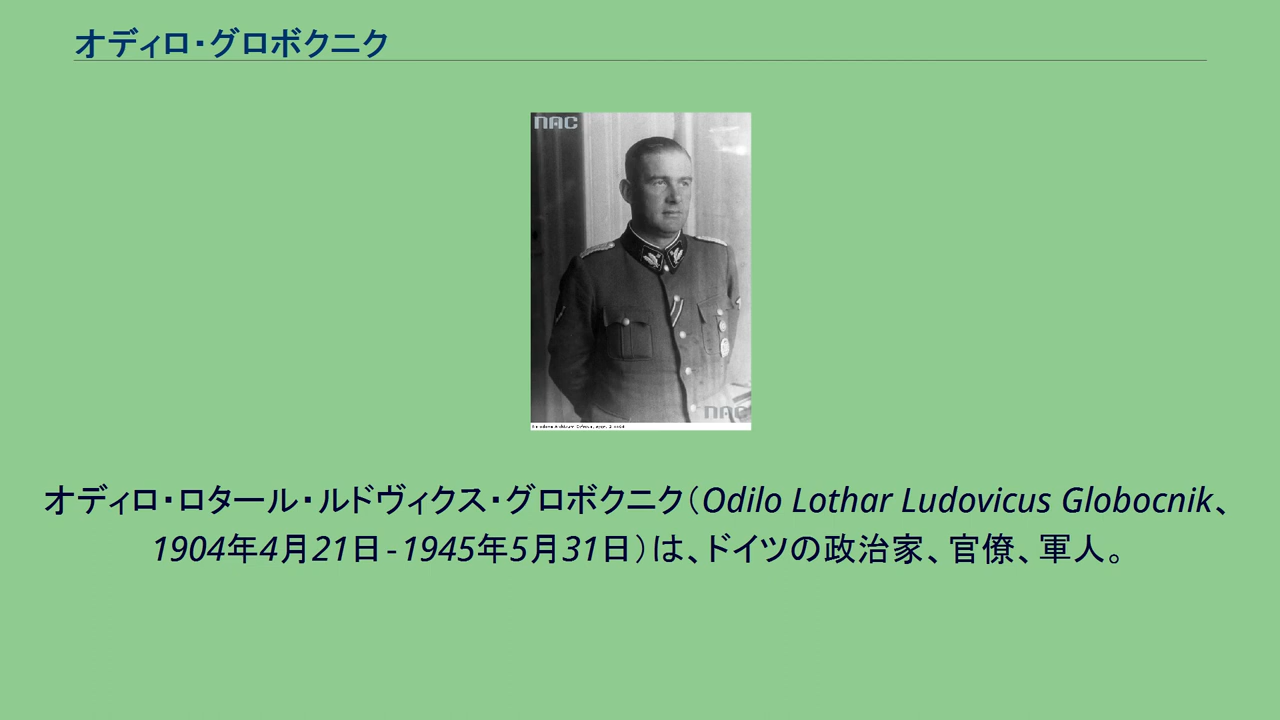 オディロ・グロボクニク
NAC
NAC
オディロ・ロタール・ルドヴィクス・グロボクニク（Odilo Lothar Ludovicus Globocnik、
1904年4月21日 - 1945年5月31日）は、ドイツの政治家、官僚、軍人。